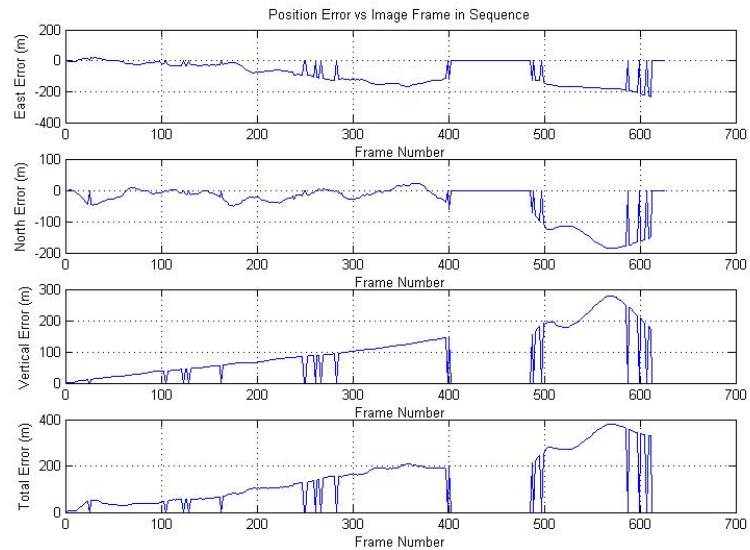 Position Error vs Image Frame in Sequence
East Error (m)
200
0
-200
-400
0 100 200 300 400 500 600 700
Frame Number
North Error (m)
100
0
-100
-200
0 100 200 300 400 500 600 700
Frame Number
Vertical Error (m)
300
200
100
0
0 100 200 300 400 500 600 700
Frame Number
Total Error (m)
400
200
0
0 100 200 300 400 500 600 700
Frame Number